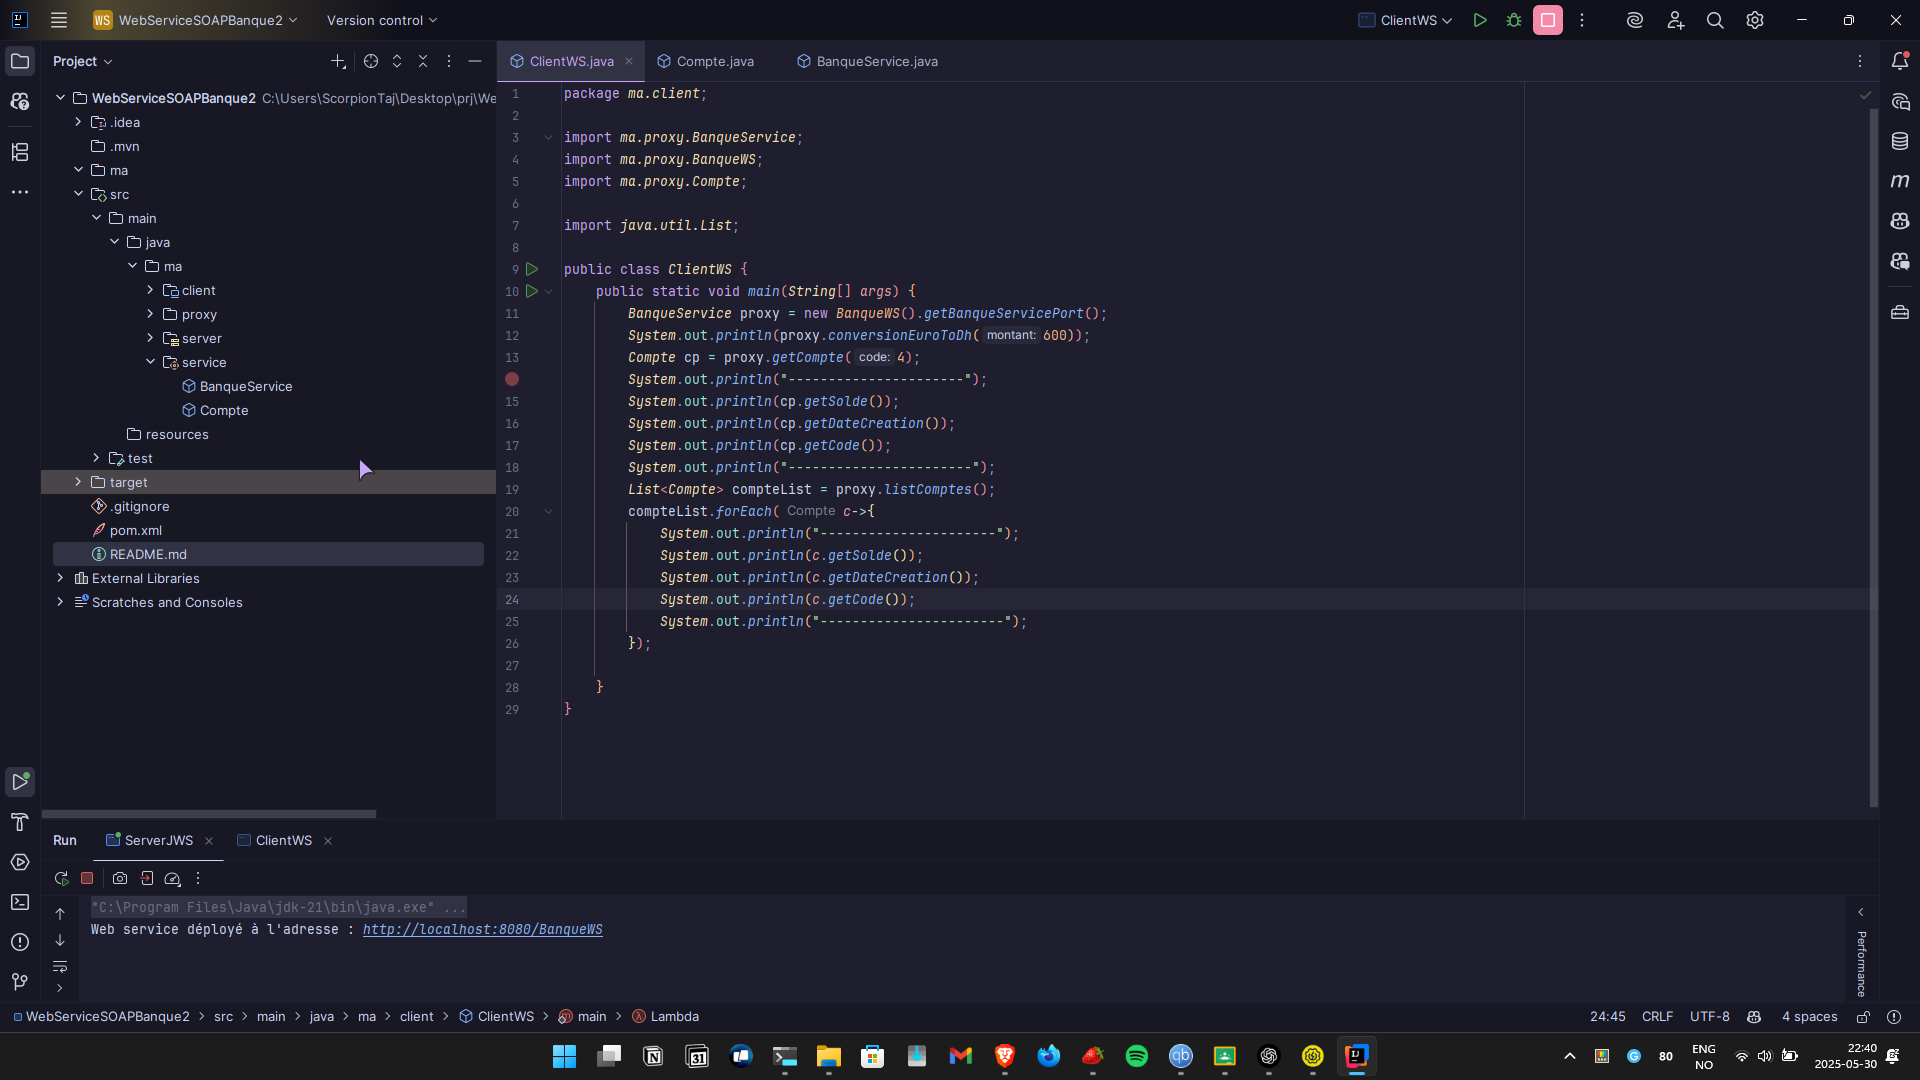 WS WebServiceSOAPBanque2 Version control ClientWS
Project
ClientWS.java Compte.java BanqueService.java
WebServiceSOAPBanque2 C:\Users\ScorpionTaj\Desktop\prj\We
.idea
.mvn
ma
src
main
java
ma
client
proxy
server
service
BanqueService
Compte
resources
test
target
.gitignore
pom.xml
README.md
External Libraries
Scratches and Consoles
1 package ma.client;
2
3 import ma.proxy.BanqueService;
4 import ma.proxy.BanqueWS;
5 import ma.proxy.Compte;
6
7 import java.util.List;
8
9 public class ClientWS {
10 public static void main(String[] args) {
11 BanqueService proxy = new BanqueWS().getBanqueServicePort();
12 System.out.println(proxy.conversionEuroToDh( montant: 600));
13 Compte cp = proxy.getCompte( code: 4);
System.out.println("----------------------");
15 System.out.println(cp.getSolde());
16 System.out.println(cp.getDateCreation());
17 System.out.println(cp.getCode());
18 System.out.println("-----------------------");
19 List<Compte> compteList = proxy.listComptes();
20 compteList.forEach( Compte c->{
21 System.out.println("----------------------");
22 System.out.println(c.getSolde());
23 System.out.println(c.getDateCreation());
24 System.out.println(c.getCode());
25 System.out.println("-----------------------");
26 });
27
28 }
29 }
Run ServerJWS ClientWS
"C:\Program Files\Java\jdk-21\bin\java.exe" ...
Web service déployé à l'adresse : http://localhost:8080/BanqueWS
Performance
WebServiceSOAPBanque2 > src > main > java > ma > client > ClientWS > main > Lambda
24:45 CRLF UTF-8 4 spaces
31
qb
80
ENG
NO
22:40
2025-05-30